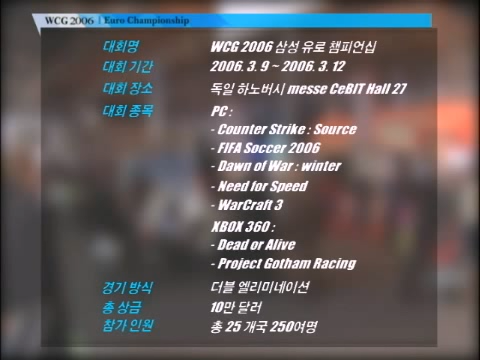 WCG 2006 | Euro Championship
대회명 WCG 2006 삼성 유로 챔피언십
대회 기간 2006. 3. 9 ~ 2006. 3. 12
대회 장소 독일 하노버시 messe CeBIT Hall 27
대회 종목 PC :
- Counter Strike : Source
- FIFA Soccer 2006
- Dawn of War : winter
- Need for Speed
- WarCraft 3
XBOX 360 :
- Dead or Alive
- Project Gotham Racing
경기 방식 더블 엘리미네이션
총 상금 10만 달러
참가 인원 총 25 개국 250여명